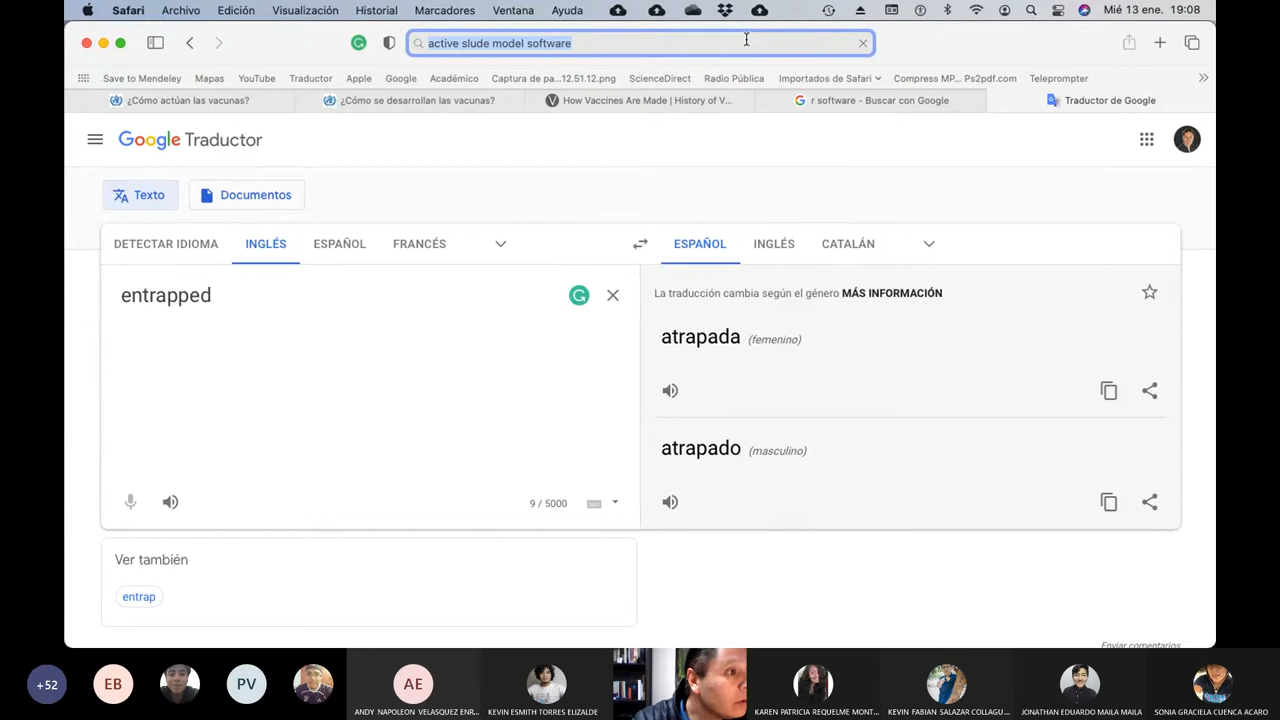 Safari Archivo Edición Visualización Historial Marcadores Ventana Ayuda Mié 13 ene. 19:08
active slude model software
Save to Mendeley Mapas YouTube Traductor Apple Google Académico Captura de pa...12.51.12.png ScienceDirect Radio Pública Importados de Safari Compress MP... Ps2pdf.com Teleprompter
¿Cómo actúan las vacunas? ¿Cómo se desarrollan las vacunas? How Vaccines Are Made | History of V... r software - Buscar con Google Traductor de Google
Google Traductor
Texto Documentos
DETECTAR IDIOMA INGLÉS ESPAÑOL FRANCÉS ESPAÑOL INGLÉS CATALÁN
entrapped
La traducción cambia según el género MÁS INFORMACIÓN
atrapada (femenino)
atrapado (masculino)
9 / 5000
Ver también
entrap
Enviar comentarios
+52 EB PV AE
ANDY NAPOLEON VELASQUEZ ENR... KEVIN ESMITH TORRES ELIZALDE KAREN PATRICIA REQUELME MONT... KEVIN FABIAN SALAZAR COLLAGU... JONATHAN EDUARDO MAILA MAILA SONIA GRACIELA CUENCA ACARO